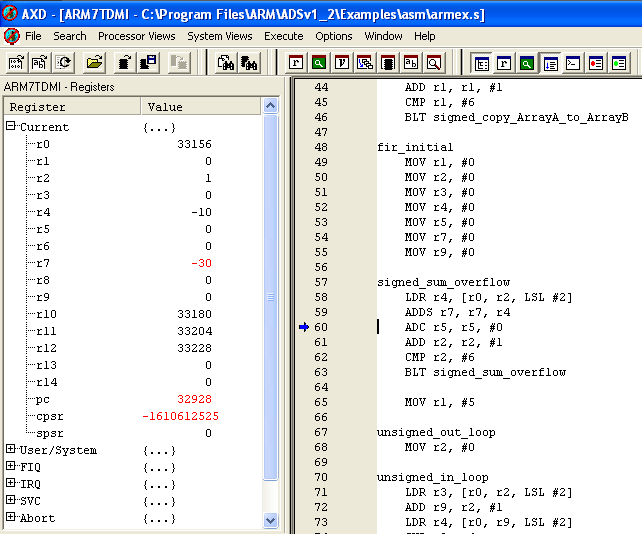 AXD - [ARM7TDMI - C:\Program Files\ARM\ADSv1_2\Examples\asm\armex.s]
File Search Processor Views System Views Execute Options Window Help
ARM7TDMI - Registers
Register Value
Current {...}
r0 33156
r1 0
r2 1
r3 0
r4 -10
r5 0
r6 0
r7 -30
r8 0
r9 0
r10 33180
r11 33204
r12 33228
r13 0
r14 0
pc 32928
cpsr -1610612525
spsr 0
User/System {...}
FIQ {...}
IRQ {...}
SVC {...}
Abort {...}
44 ADD r1, r1, #1
45 CMP r1, #6
46 BLT signed_copy_ArrayA_to_ArrayB
47
48 fir_initial
49 MOV r1, #0
50 MOV r2, #0
51 MOV r3, #0
52 MOV r4, #0
53 MOV r5, #0
54 MOV r7, #0
55 MOV r9, #0
56
57 signed_sum_overflow
58 LDR r4, [r0, r2, LSL #2]
59 ADDS r7, r7, r4
60 ADC r5, r5, #0
61 ADD r2, r2, #1
62 CMP r2, #6
63 BLT signed_sum_overflow
64
65 MOV r1, #5
66
67 unsigned_out_loop
68 MOV r2, #0
69
70 unsigned_in_loop
71 LDR r3, [r0, r2, LSL #2]
72 ADD r9, r2, #1
73 LDR r4, [r0, r9, LSL #2]